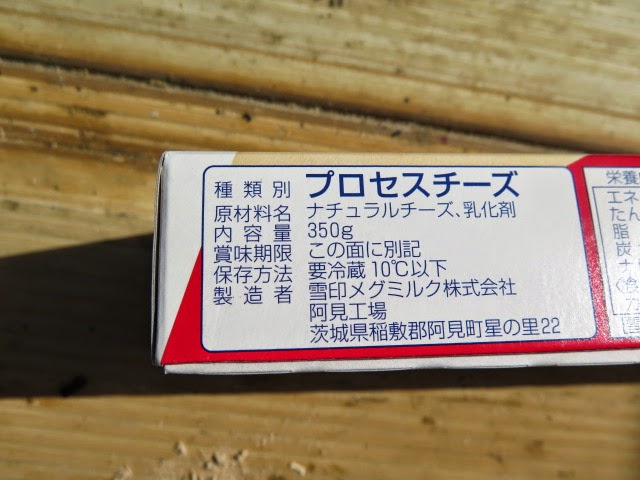 種類別 プロセスチーズ
原材料名 ナチュラルチーズ、乳化剤
内容量 350g
賞味期限 この面に別記
保存方法 要冷蔵10℃以下
製造者 雪印メグミルク株式会社
阿見工場
茨城県稲敷郡阿見町星の里22
栄養
エネ
たん
脂
炭
ナ